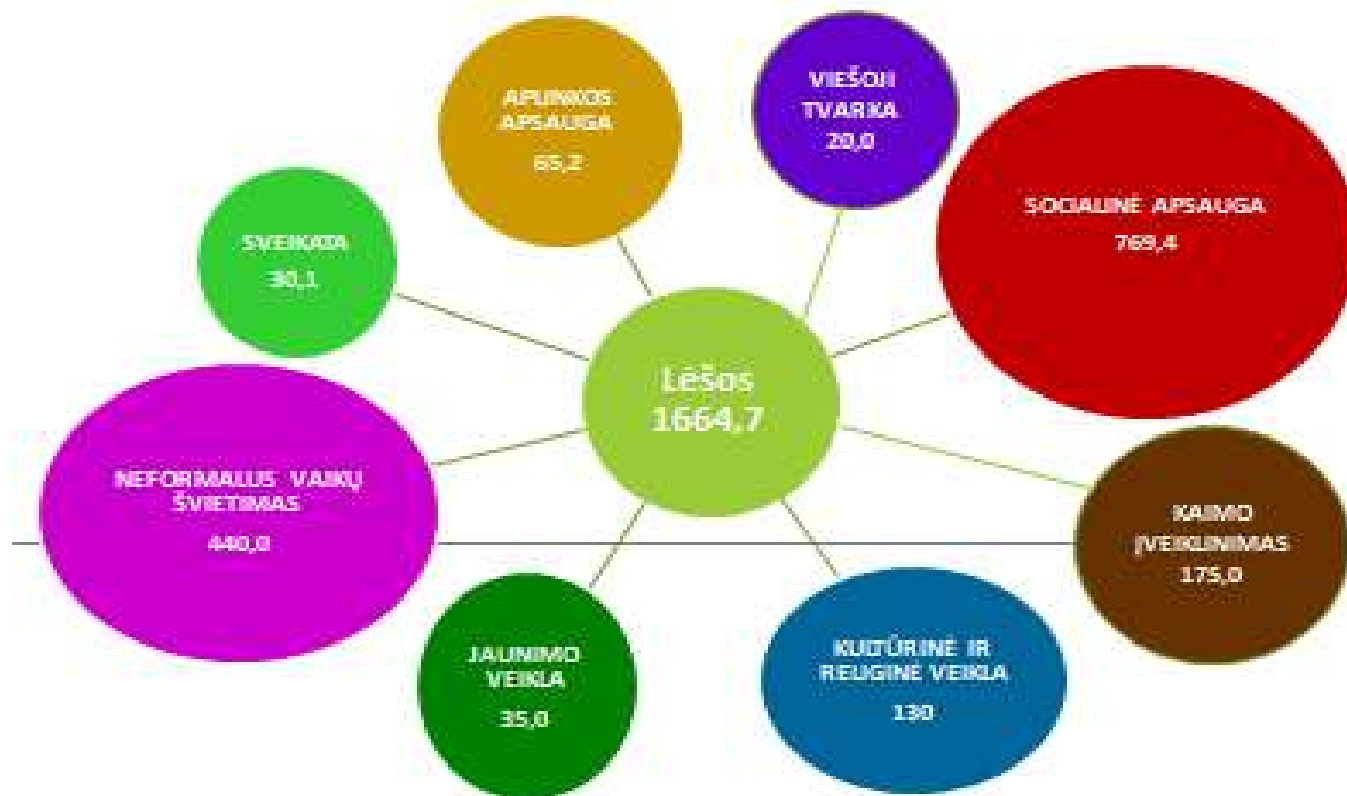 APLINKOS
APSAUGA
65,2
VIEŠOJI
TVARKA
20,0
SOCIALINĖ APSAUGA
769,4
SVEIKATA
30,1
Lėšos
1664,7
NEFORMALUS VAIKŲ
ŠVIETIMAS
440,0
KAIMO
ĮVEIKLINIMAS
175,0
JAUNIMO
VEIKLA
35,0
KULTŪRINĖ IR
RELIGINĖ VEIKLA
130